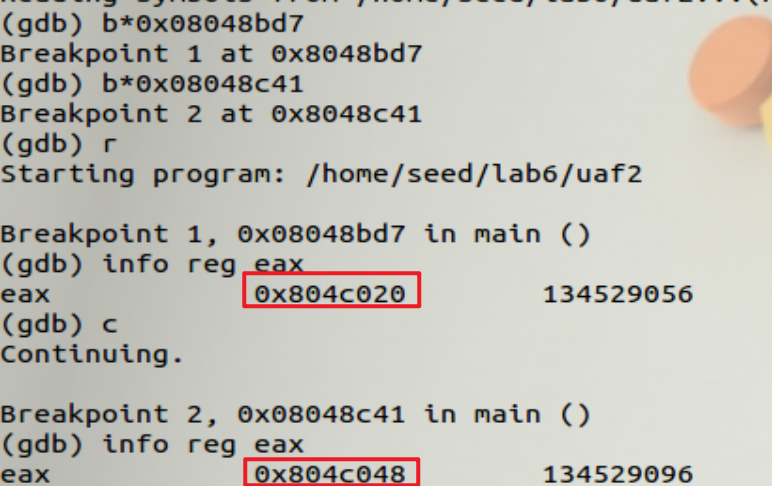 (gdb) b*0x08048bd7
Breakpoint 1 at 0x8048bd7
(gdb) b*0x08048c41
Breakpoint 2 at 0x8048c41
(gdb) r
Starting program: /home/seed/lab6/uaf2
Breakpoint 1, 0x08048bd7 in main ()
(gdb) info reg eax
eax 0x804c020 134529056
(gdb) c
Continuing.
Breakpoint 2, 0x08048c41 in main ()
(gdb) info reg eax
eax 0x804c048 134529096